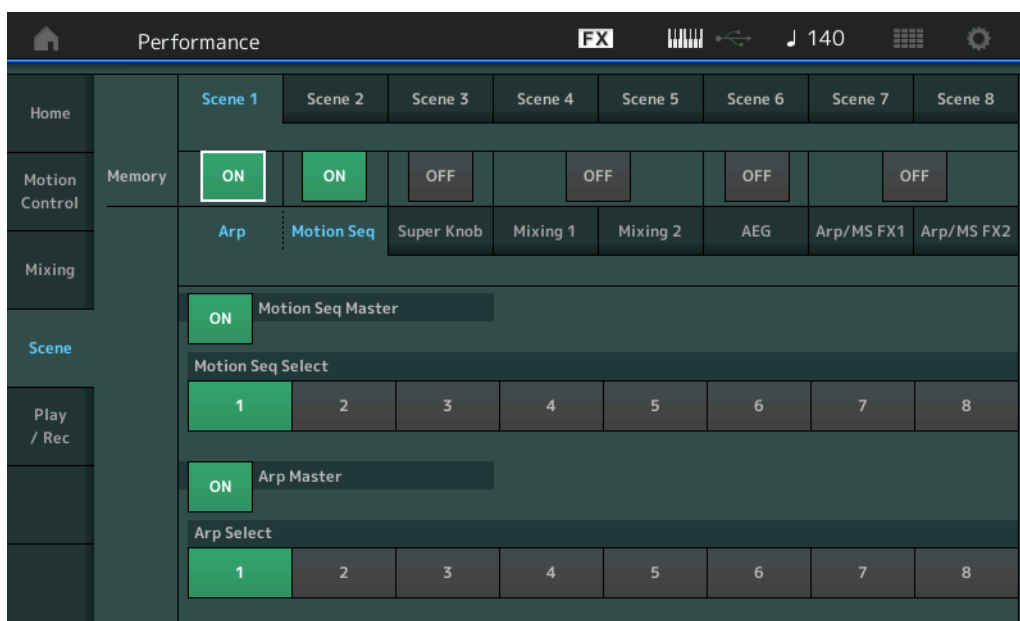 Performance FX 140
Scene 1 Scene 2 Scene 3 Scene 4 Scene 5 Scene 6 Scene 7 Scene 8
Home
Memory ON ON OFF OFF OFF OFF
Motion
Control
Arp Motion Seq Super Knob Mixing 1 Mixing 2 AEG Arp/MS FX1 Arp/MS FX2
Mixing
ON Motion Seq Master
Scene
Motion Seq Select
1 2 3 4 5 6 7 8
Play
/ Rec
ON Arp Master
Arp Select
1 2 3 4 5 6 7 8